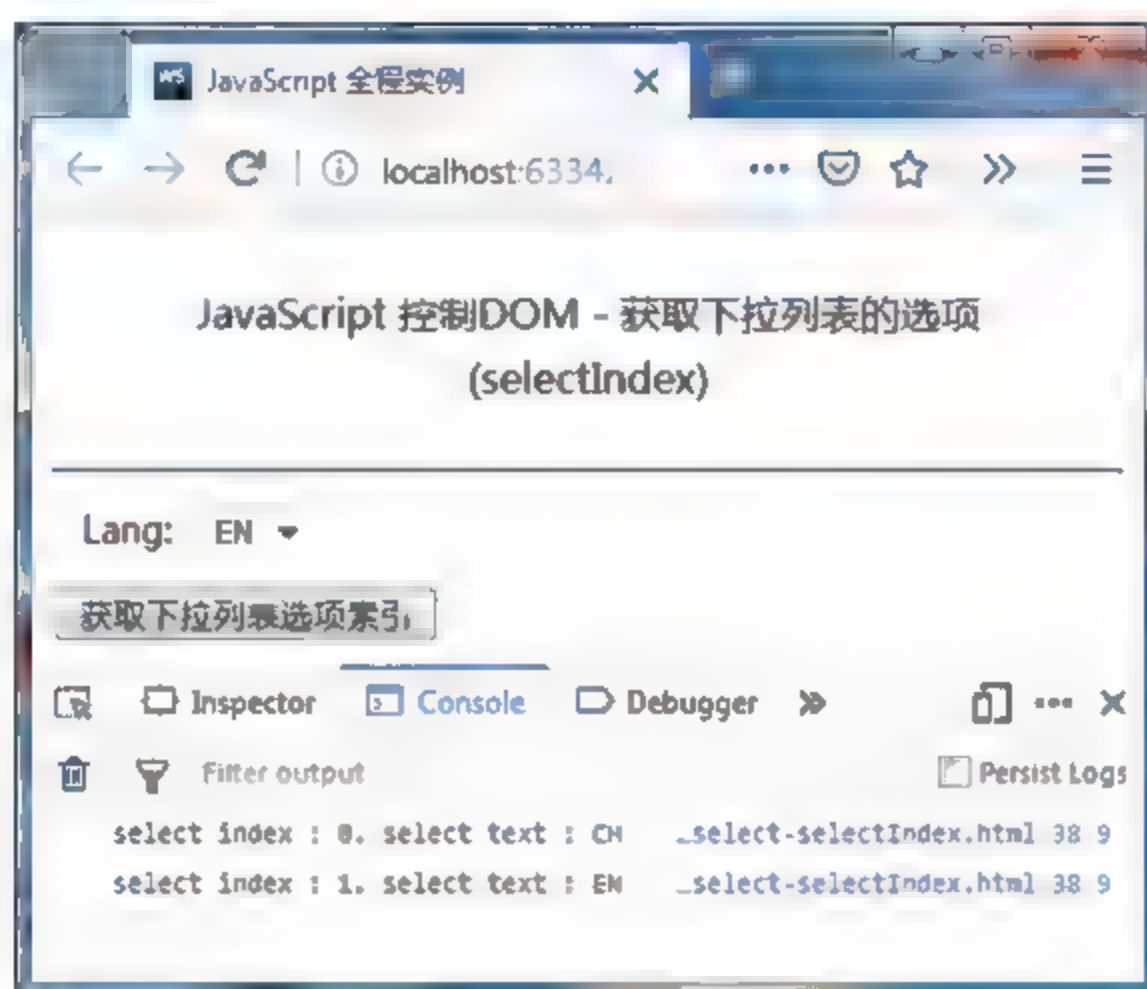 JavaScript 全程实例
localhost:6334
JavaScript 控制DOM - 获取下拉列表的选项
(selectIndex)
Lang: EN
获取下拉列表选项索引
Inspector Console Debugger
Filter output Persist Logs
select index : 0. select text : CH …select-selectIndex.html 38 9
select index : 1. select text : EN …select-selectIndex.html 38 9